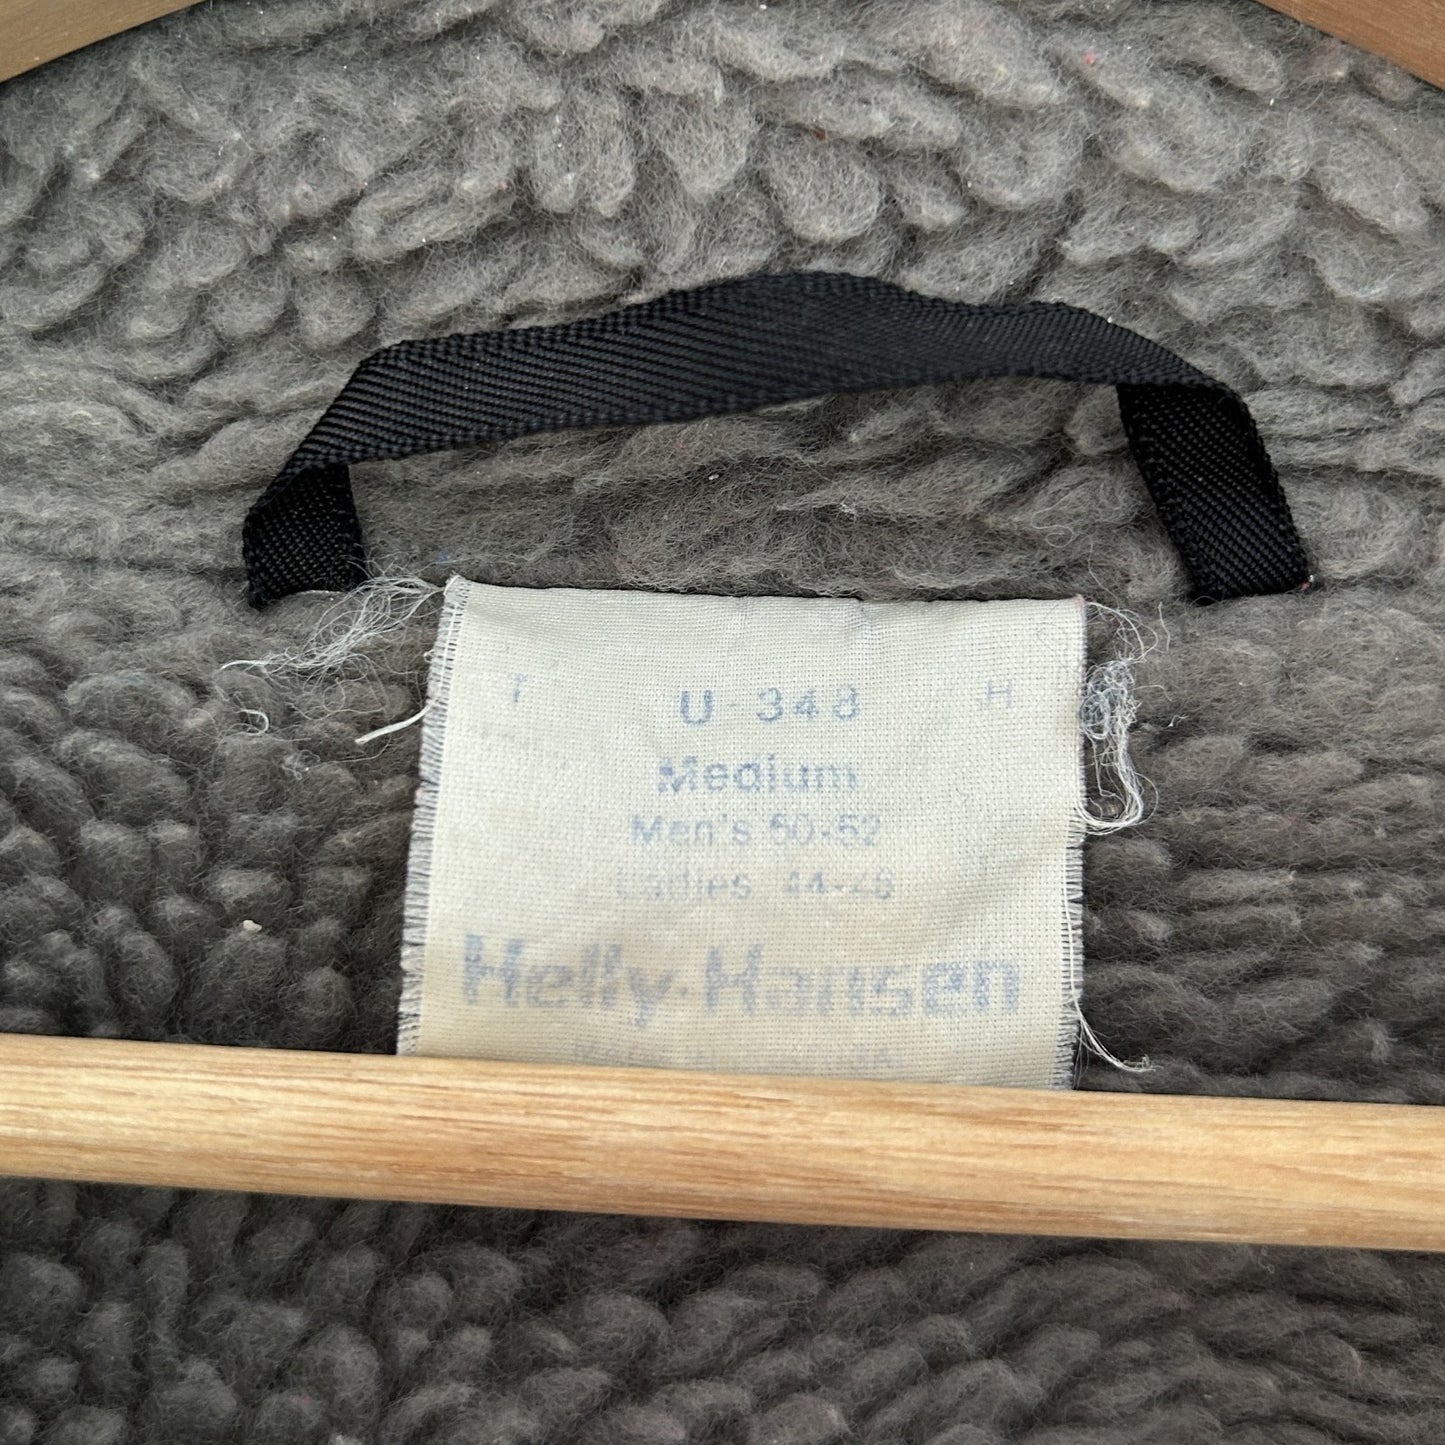 T U-348 H
Medium
Men's 50-52
Ladies 44-46
Helly-Hansen